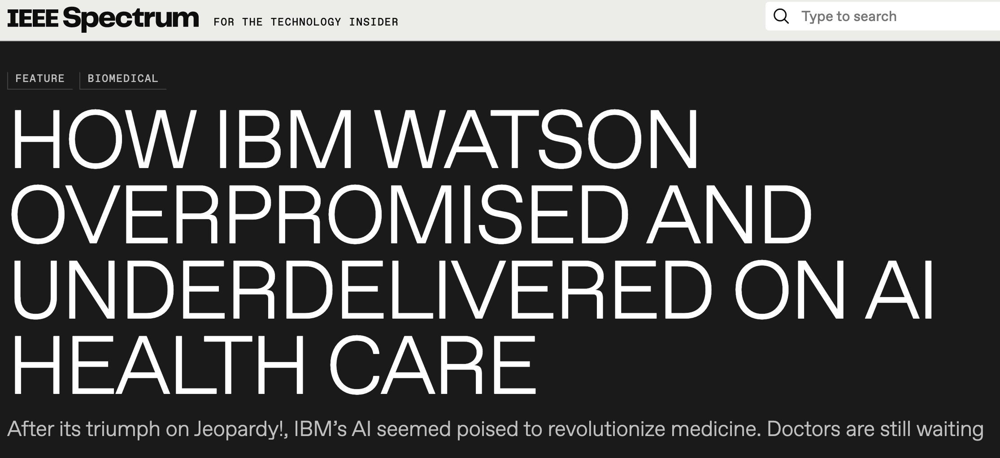 IEEE Spectrum FOR THE TECHNOLOGY INSIDER
Type to search
FEATURE BIOMEDICAL
HOW IBM WATSON
OVERPROMISED AND
UNDERDELIVERED ON AI
HEALTH CARE
After its triumph on Jeopardy!, IBM’s AI seemed poised to revolutionize medicine. Doctors are still waiting